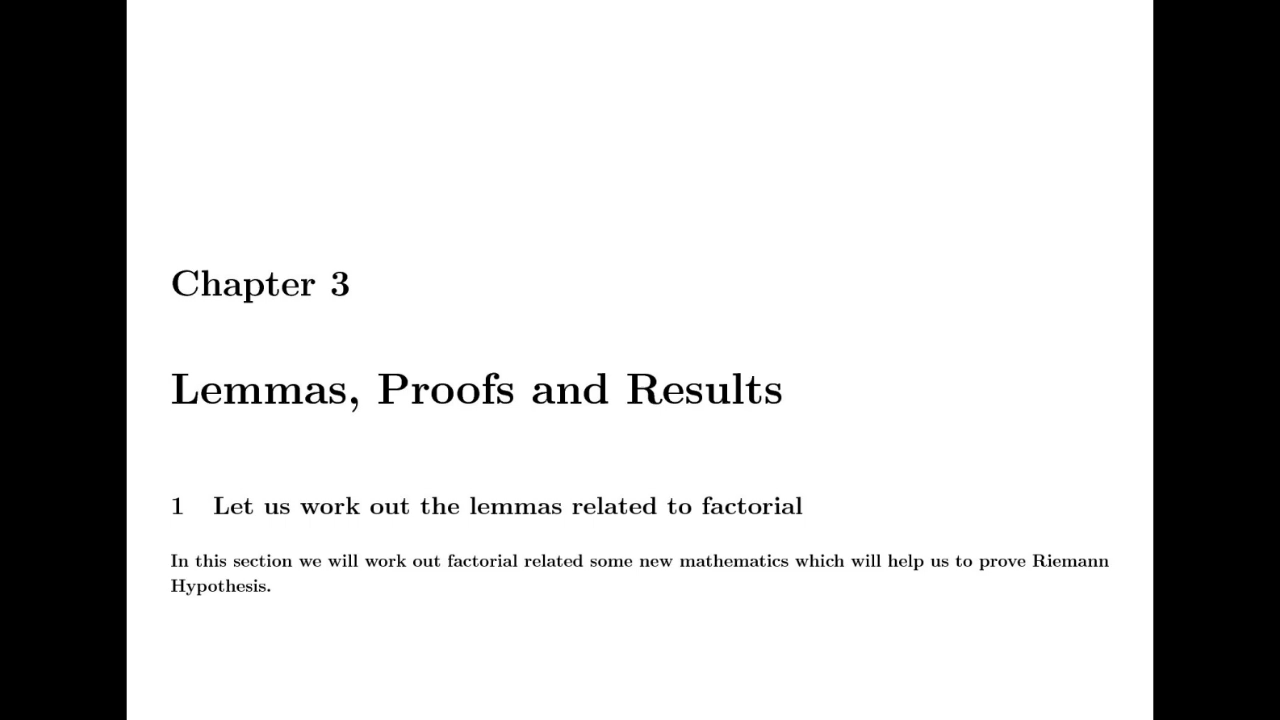 Chapter 3
Lemmas, Proofs and Results
1 Let us work out the lemmas related to factorial
In this section we will work out factorial related some new mathematics which will help us to prove Riemann
Hypothesis.